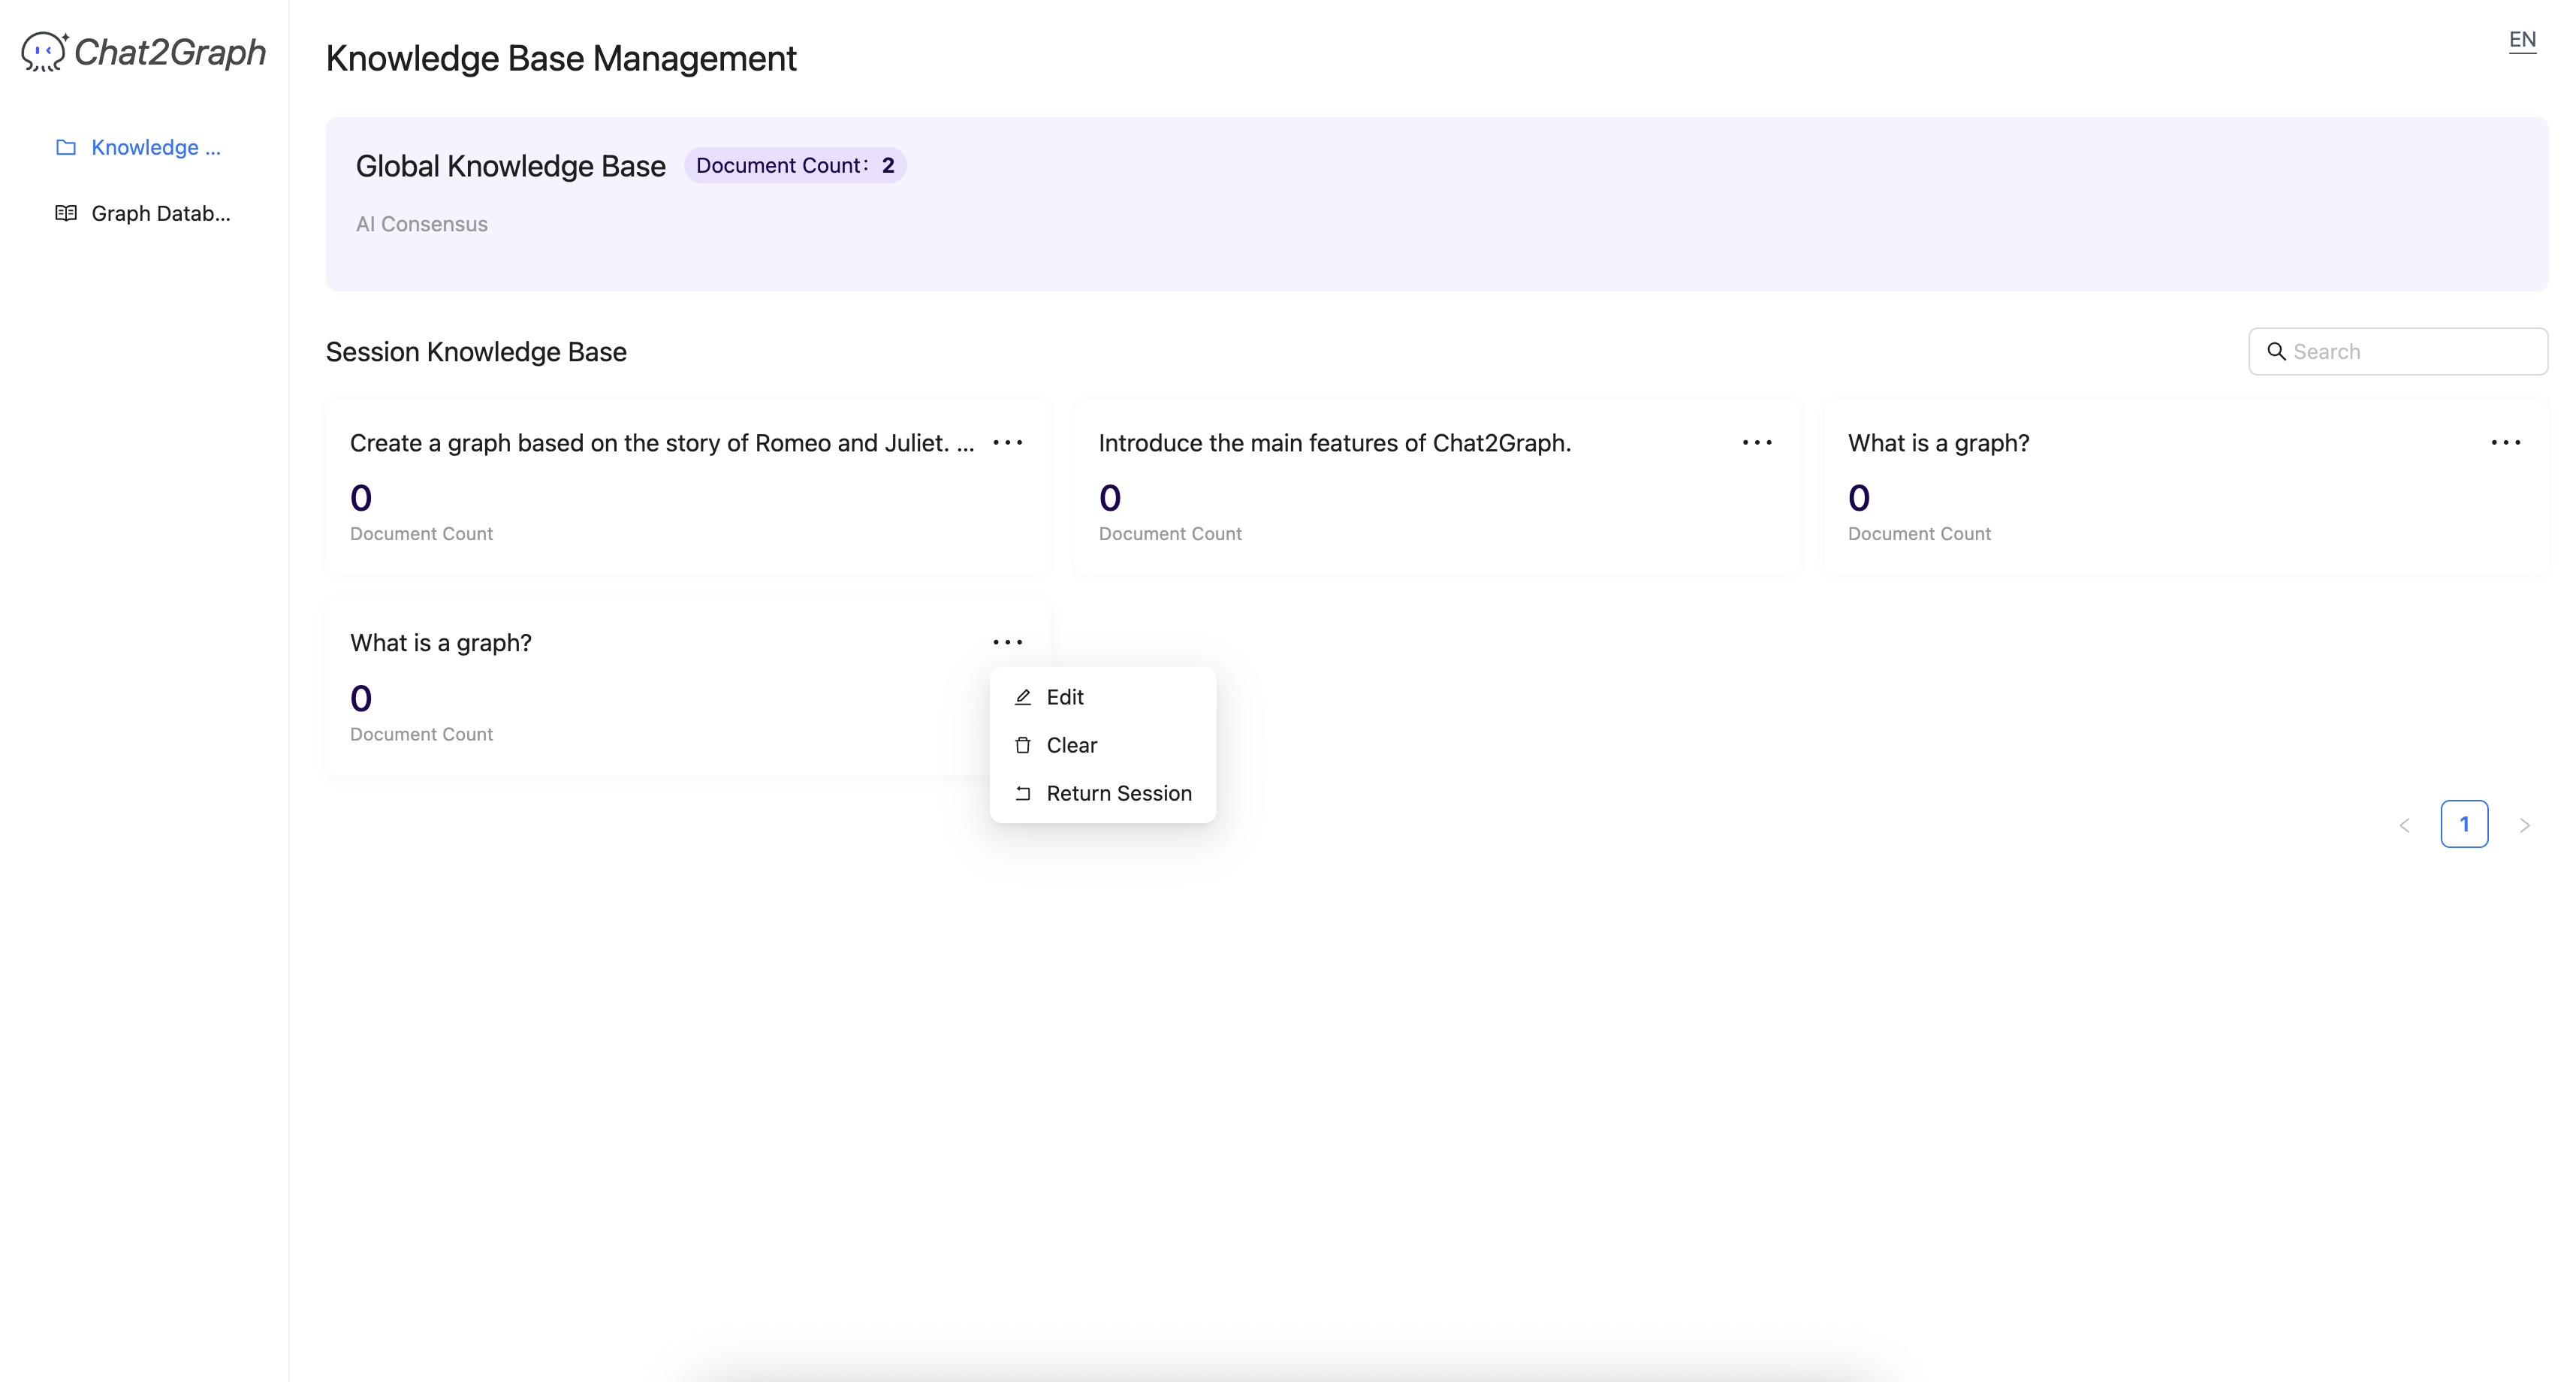 Chat2Graph
Knowledge ...
Graph Datab...
Knowledge Base Management
EN
Global Knowledge Base
Document Count: 2
AI Consensus
Session Knowledge Base
Search
Create a graph based on the story of Romeo and Juliet. ...
0
Document Count
Introduce the main features of Chat2Graph.
0
Document Count
What is a graph?
0
Document Count
What is a graph?
0
Document Count
Edit
Clear
Return Session
1